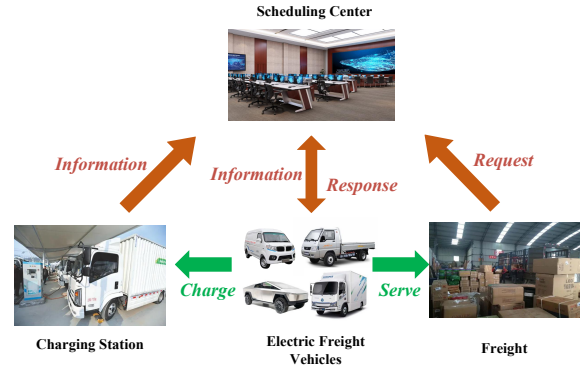 Scheduling Center
Information
Information
Response
Request
Charge
Serve
Charging Station
Electric Freight
Vehicles
Freight